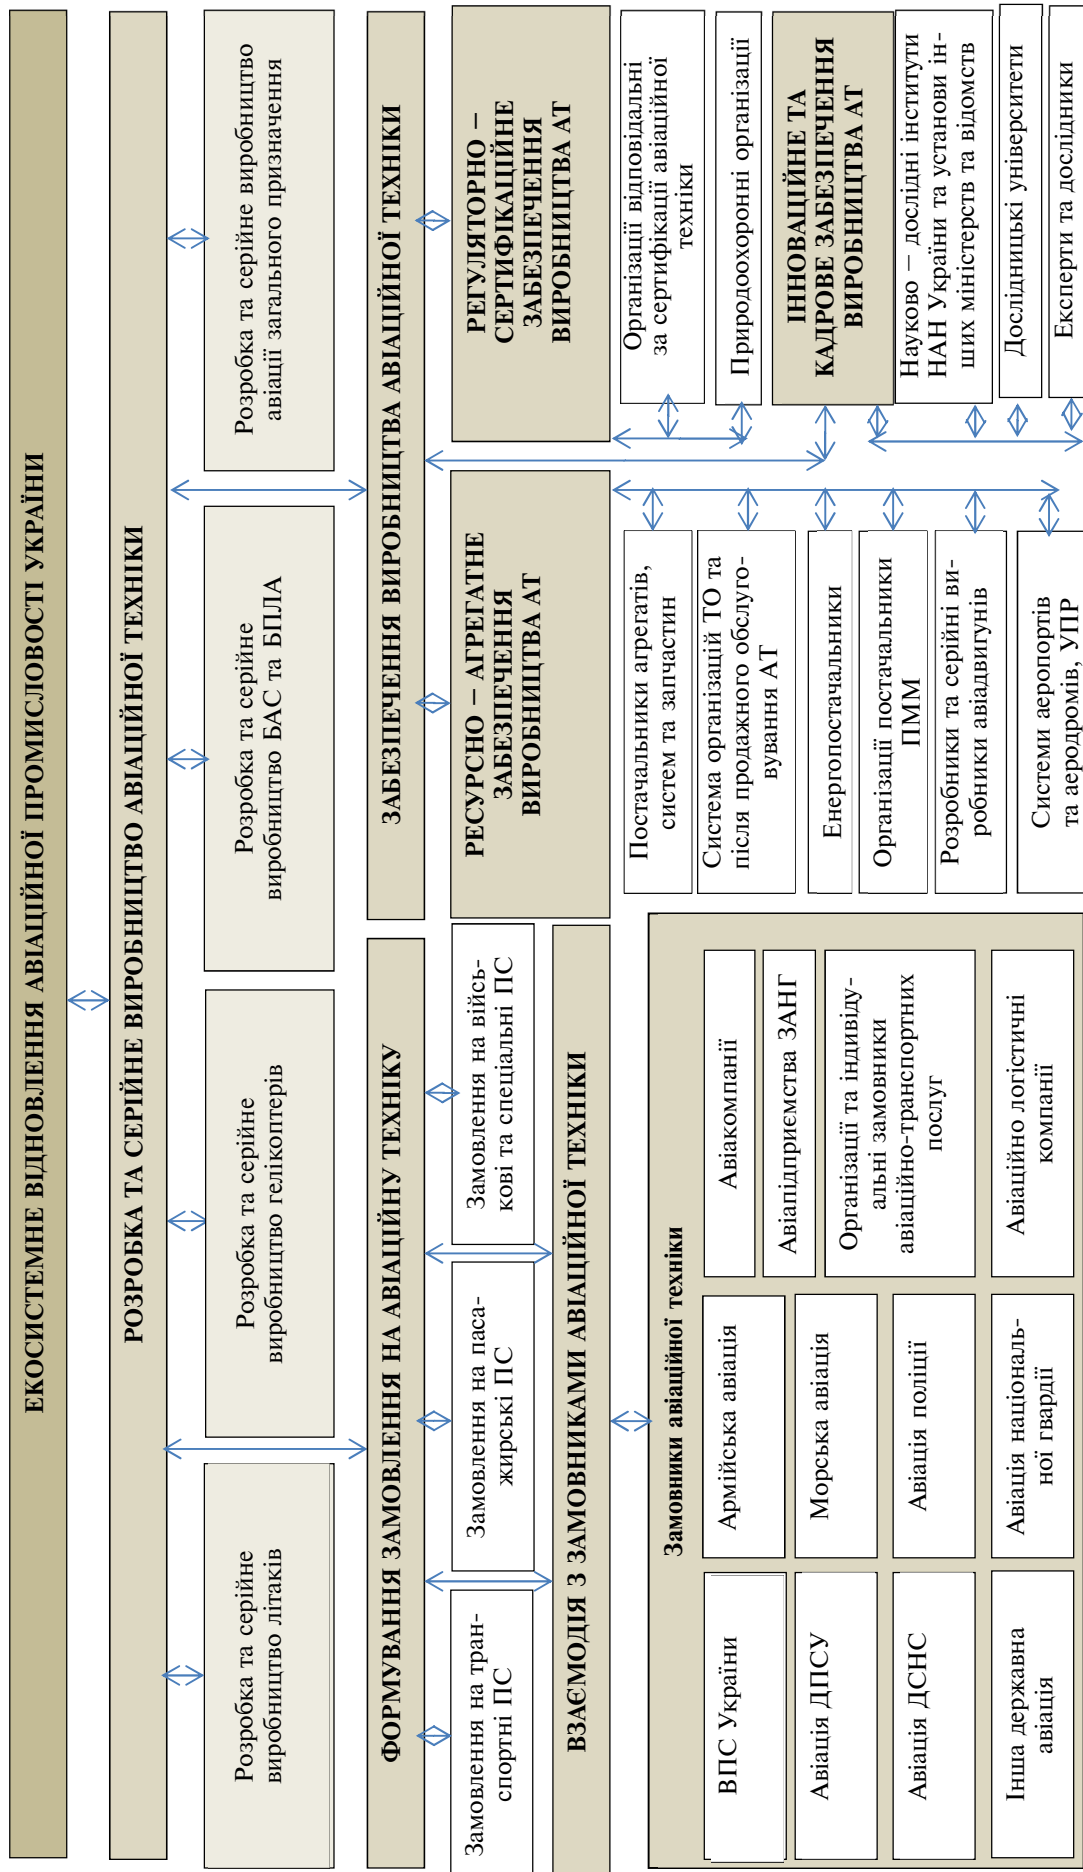 ЕКОСИСТЕМНЕ ВІДНОВЛЕННЯ АВІАЦІЙНОЇ ПРОМИСЛОВОСТІ УКРАЇНИ
РОЗРОБКА ТА СЕРІЙНЕ ВИРОБНИЦТВО АВІАЦІЙНОЇ ТЕХНІКИ
Розробка та серійне
виробництво літаків
Розробка та серійне
виробництво гелікоптерів
Розробка та серійне
виробництво БАС та БПЛА
Розробка та серійне виробництво
авіації загального призначення
ФОРМУВАННЯ ЗАМОВЛЕННЯ НА АВІАЦІЙНУ ТЕХНІКУ
ЗАБЕЗПЕЧЕННЯ ВИРОБНИЦТВА АВІАЦІЙНОЇ ТЕХНІКИ
Замовлення на тран-
спортні ПС
Замовлення на паса-
жирські ПС
Замовлення на війсь-
кові та спеціальні ПС
РЕСУРСНО – АГРЕГАТНЕ
ЗАБЕЗПЕЧЕННЯ
ВИРОБНИЦТВА АТ
РЕГУЛЯТОРНО –
СЕРТИФІКАЦІЙНЕ
ЗАБЕЗПЕЧЕННЯ
ВИРОБНИЦТВА АТ
ВЗАЄМОДІЯ З ЗАМОВНИКАМИ АВІАЦІЙНОЇ ТЕХНІКИ
Замовники авіаційної техніки
ВПС України
Армійська авіація
Авіакомпанії
Авіапідприємства ЗАНГ
Авіація ДПСУ
Морська авіація
Організації та індивіду-
альні замовники
авіаційно-транспортних
послуг
Авіація ДСНС
Авіація поліції
Інша державна
авіація
Авіація національ-
ної гвардії
Авіаційно логістичні
компанії
Постачальники агрегатів,
систем та запчастин
Система організацій ТО та
після продажного обслуго-
вування АТ
Енергопостачальники
Організації постачальники
ПММ
Розробники та серійні ви-
робники авіадвигунів
Системи аеропортів
та аеродромів, УПР
Організації відповідальні
за сертифікації авіаційної
техніки
Природоохоронні організації
ІННОВАЦІЙНЕ ТА
КАДРОВЕ ЗАБЕЗПЕЧЕННЯ
ВИРОБНИЦТВА АТ
Науково – дослідні інститути
НАН України та установи ін-
ших міністерств та відомств
Дослідницькі університети
Експерти та дослідники